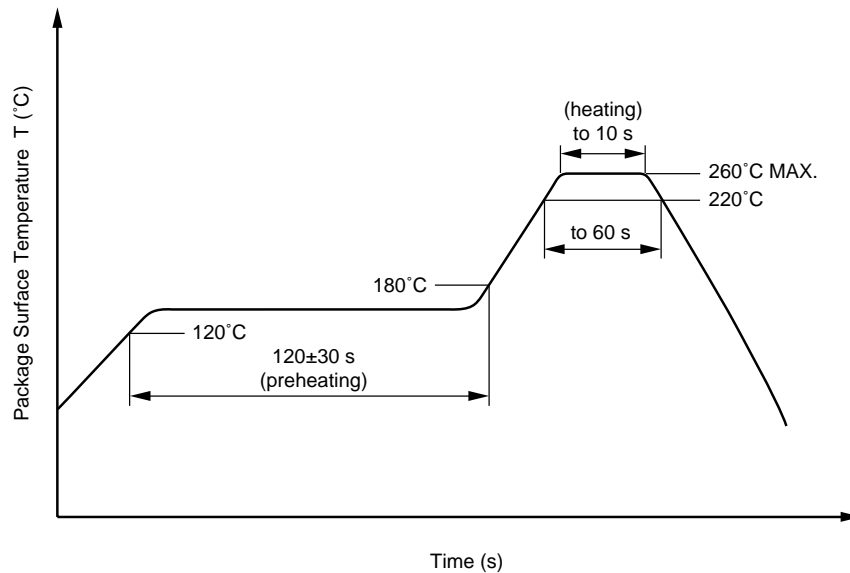 Package Surface Temperature T (˚C)
(heating)
to 10 s
260˚C MAX.
220˚C
to 60 s
180˚C
120˚C
120±30 s
(preheating)
Time (s)